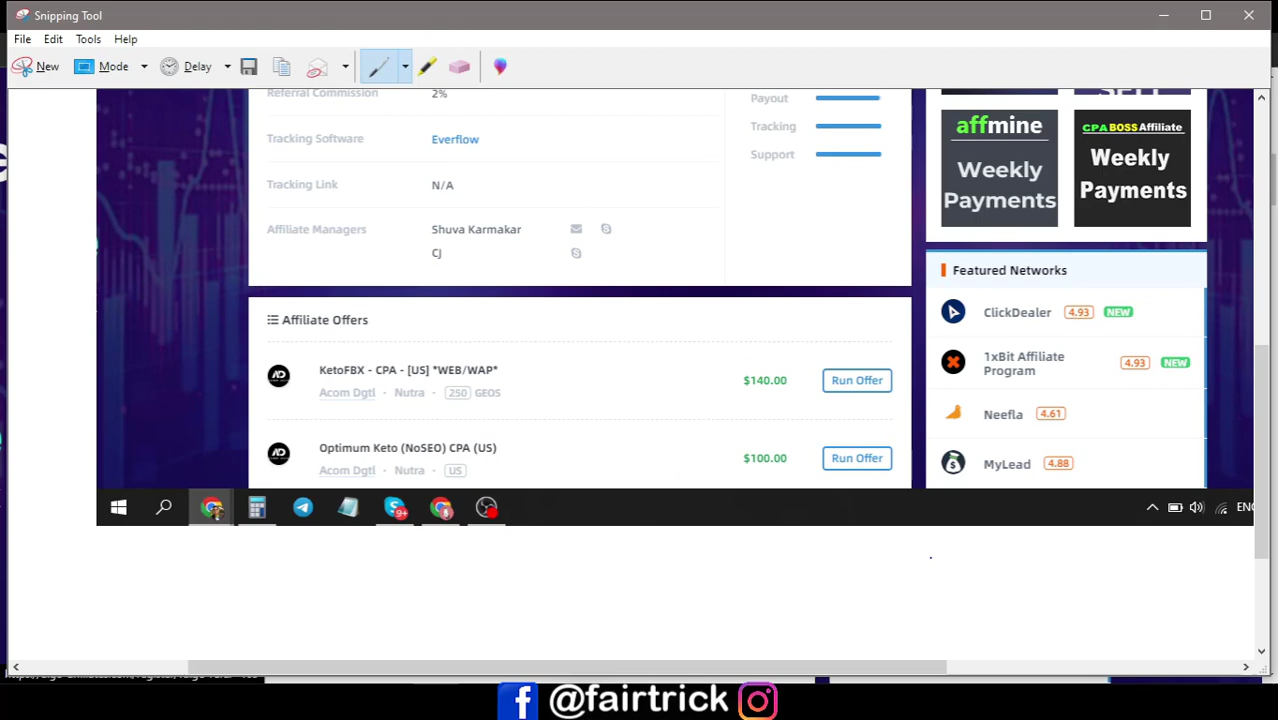 Snipping Tool
File Edit Tools Help
New Mode Delay
Referral Commission 2%
Tracking Software Everflow
Tracking Link N/A
Affiliate Managers Shuva Karmakar
CJ
Payout
Tracking
Support
affmine
Weekly
Payments
CPA BOSS Affiliate
Weekly
Payments
Affiliate Offers
KetoFBX - CPA - [US] *WEB/WAP*
Acom Dgtl · Nutra · 250 GEOS
$140.00 Run Offer
Optimum Keto (NoSEO) CPA (US)
Acom Dgtl · Nutra · US
$100.00 Run Offer
Featured Networks
ClickDealer 4.93 NEW
1xBit Affiliate
Program 4.93 NEW
Neefla 4.61
MyLead 4.88
9+
ENG
@fairtrick